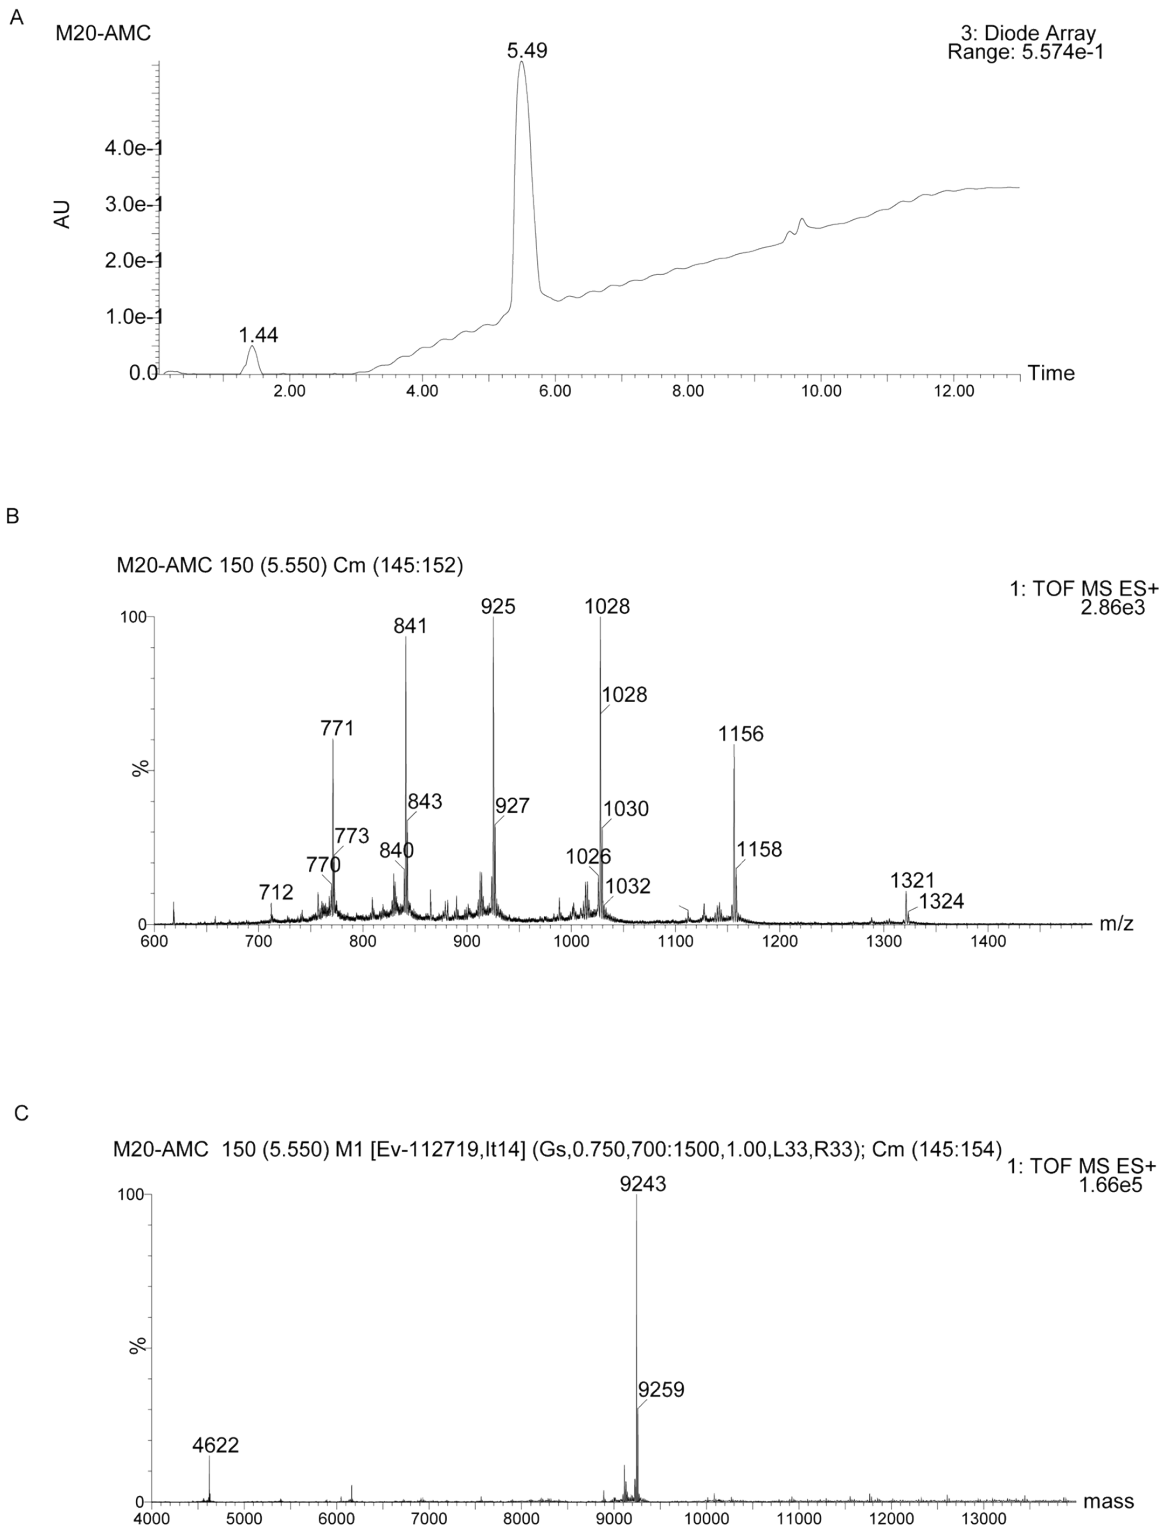 A
M20-AMC
3: Diode Array
Range: 5.574e-1
5.49
4.0e-1
3.0e-1
AU
2.0e-1
1.0e-1
1.44
0.0
Time
2.00 4.00 6.00 8.00 10.00 12.00
B
M20-AMC 150 (5.550) Cm (145:152)
1: TOF MS ES+
2.86e3
100
925 1028
841
1028
771
1156
%
843
927
1030
773
840
1158
770
1026
712
1032
1321
1324
0
m/z
600 700 800 900 1000 1100 1200 1300 1400
C
M20-AMC 150 (5.550) M1 [Ev-112719,It14] (Gs,0.750,700:1500,1.00,L33,R33); Cm (145:154)
1: TOF MS ES+
1.66e5
9243
100
%
9259
4622
0
mass
4000 5000 6000 7000 8000 9000 10000 11000 12000 13000